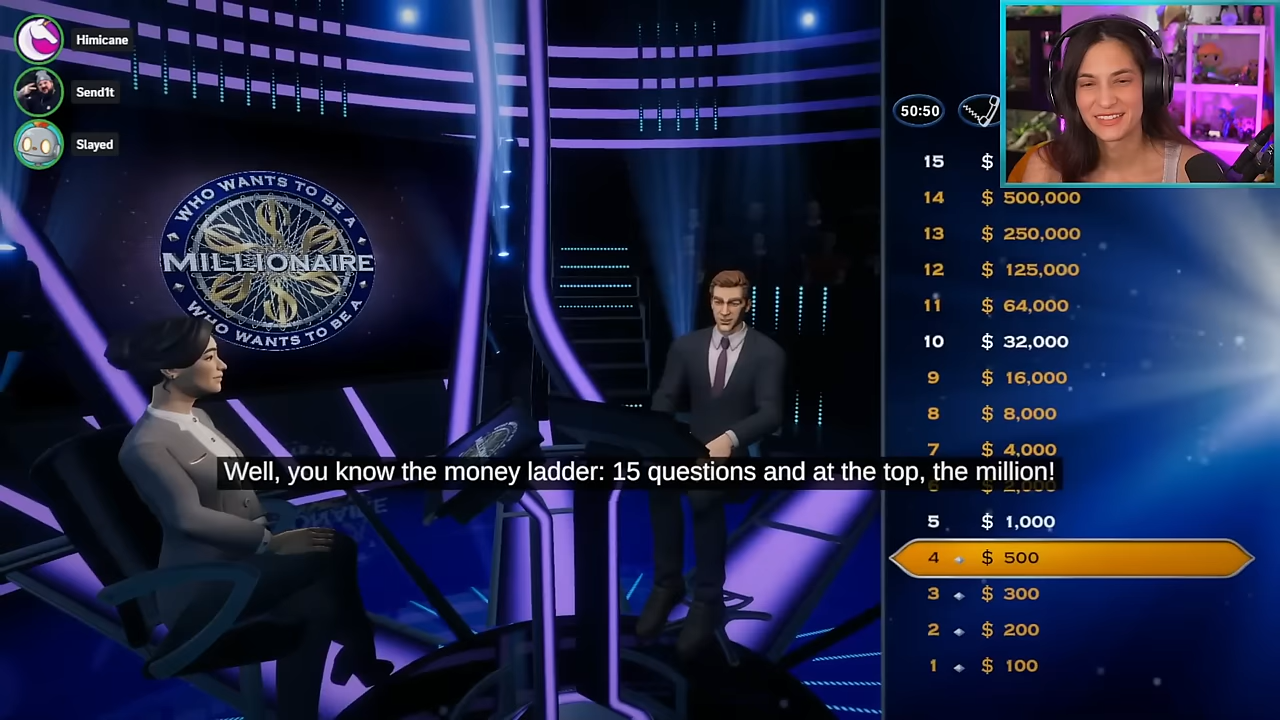 Himicane
Send1t
Slayed
WHO WANTS TO BE A
MILLIONAIRE
WHO WANTS TO BE A
50:50
15 $
14 $ 500,000
13 $ 250,000
12 $ 125,000
11 $ 64,000
10 $ 32,000
9 $ 16,000
8 $ 8,000
7 $ 4,000
Well, you know the money ladder: 15 questions and at the top, the million!
6 $ 2,000
5 $ 1,000
4 $ 500
3 $ 300
2 $ 200
1 $ 100